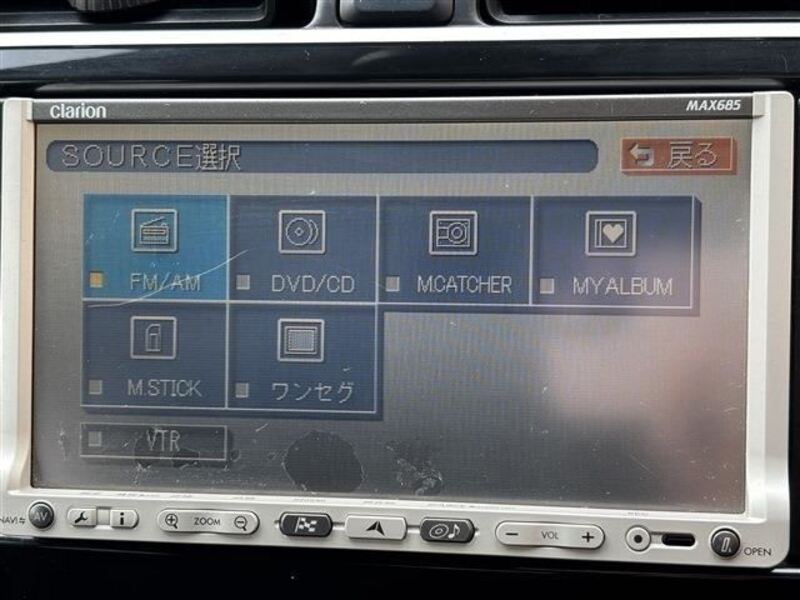 clarion
MAX685
SOURCE選択
戻る
FM/AM
DVD/CD
M.CATCHER
MYALBUM
M.STICK
ワンセグ
VTR
NAVI
AV
i
ZOOM
− VOL +
OPEN